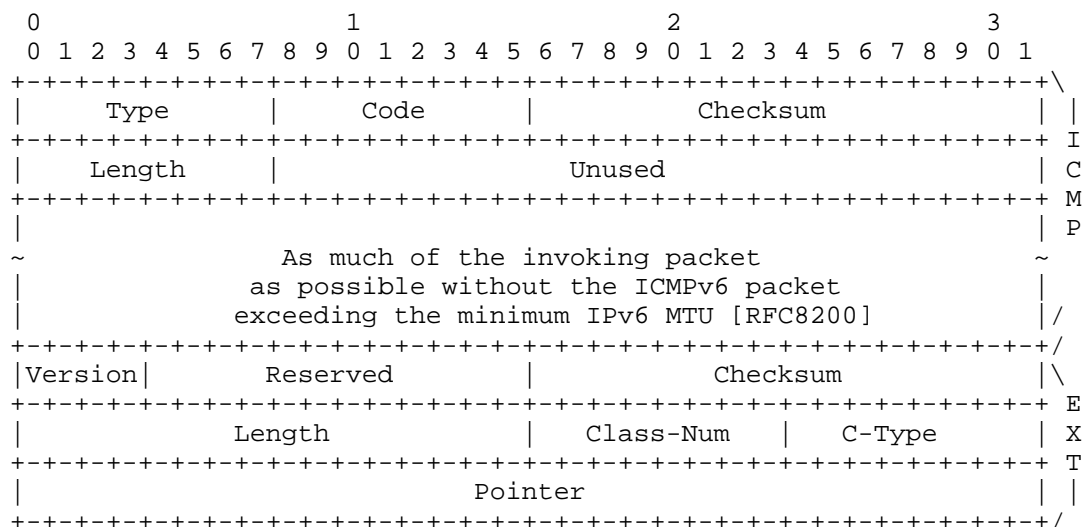 0                   1                   2                   3
 0 1 2 3 4 5 6 7 8 9 0 1 2 3 4 5 6 7 8 9 0 1 2 3 4 5 6 7 8 9 0 1
+-+-+-+-+-+-+-+-+-+-+-+-+-+-+-+-+-+-+-+-+-+-+-+-+-+-+-+-+-+-+-+-+\
|     Type      |     Code      |          Checksum             | |
+-+-+-+-+-+-+-+-+-+-+-+-+-+-+-+-+-+-+-+-+-+-+-+-+-+-+-+-+-+-+-+-+ I
|    Length     |                  Unused                       | C
+-+-+-+-+-+-+-+-+-+-+-+-+-+-+-+-+-+-+-+-+-+-+-+-+-+-+-+-+-+-+-+-+ M
|                                                               | P
~                As much of the invoking packet                 ~
|              as possible without the ICMPv6 packet            |
|             exceeding the minimum IPv6 MTU [RFC8200]          |/
+-+-+-+-+-+-+-+-+-+-+-+-+-+-+-+-+-+-+-+-+-+-+-+-+-+-+-+-+-+-+-+-+/
|Version|       Reserved        |           Checksum            |\
+-+-+-+-+-+-+-+-+-+-+-+-+-+-+-+-+-+-+-+-+-+-+-+-+-+-+-+-+-+-+-+-+ E
|             Length            |   Class-Num   |   C-Type      | X
+-+-+-+-+-+-+-+-+-+-+-+-+-+-+-+-+-+-+-+-+-+-+-+-+-+-+-+-+-+-+-+-+ T
|                            Pointer                            | |
+-+-+-+-+-+-+-+-+-+-+-+-+-+-+-+-+-+-+-+-+-+-+-+-+-+-+-+-+-+-+-+-+/